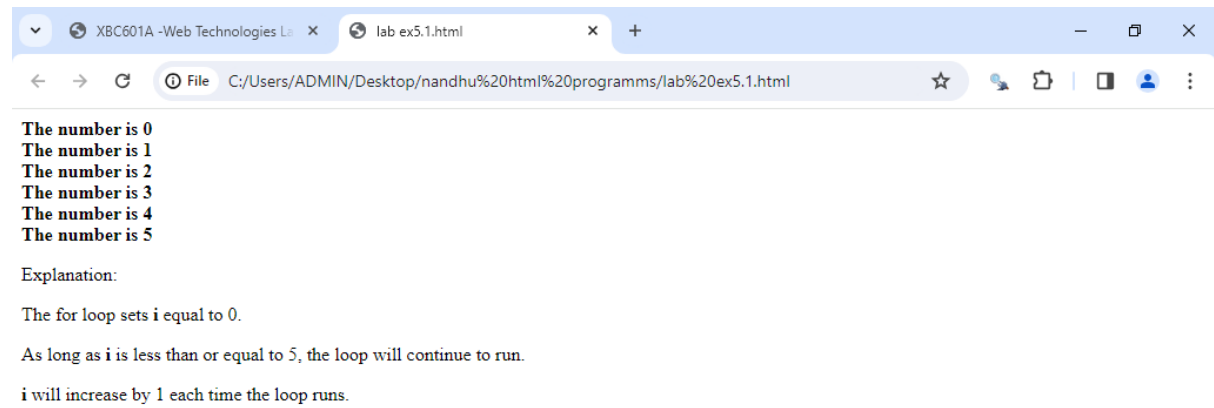 XBC601A -Web Technologies La
lab ex5.1.html
File C:/Users/ADMIN/Desktop/nandhu%20html%20programms/lab%20ex5.1.html
The number is 0
The number is 1
The number is 2
The number is 3
The number is 4
The number is 5
Explanation:
The for loop sets i equal to 0.
As long as i is less than or equal to 5, the loop will continue to run.
i will increase by 1 each time the loop runs.